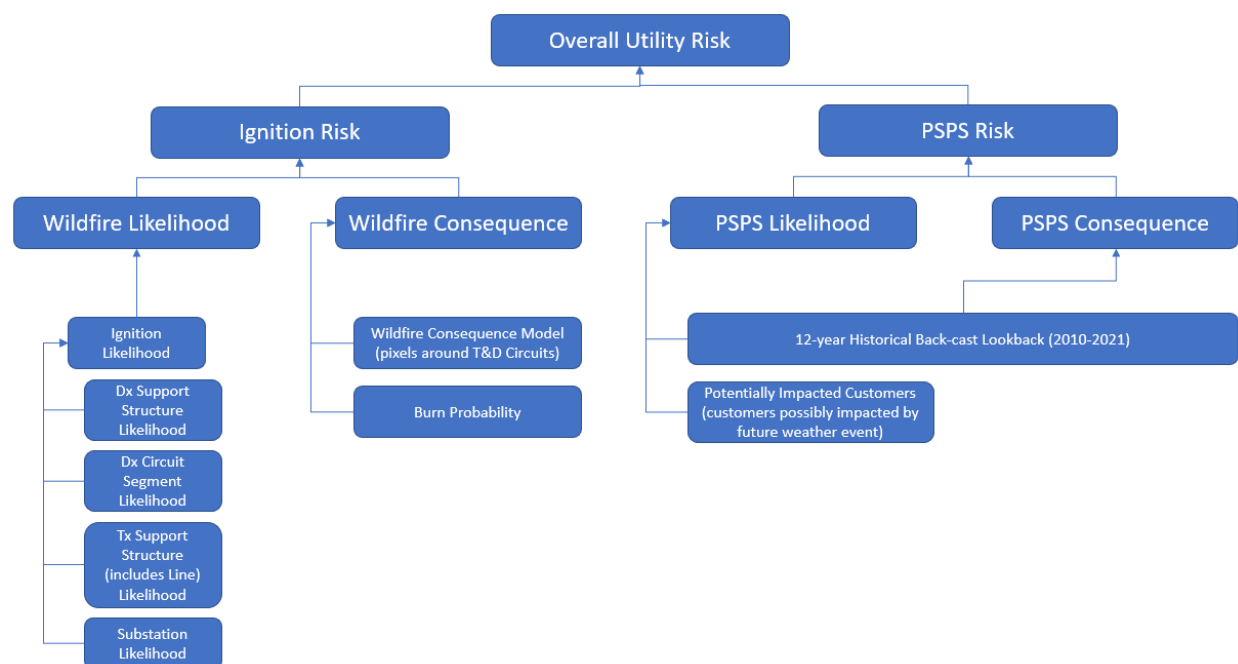 Overall Utility Risk
Ignition Risk
PSPS Risk
Wildfire Likelihood
Wildfire Consequence
PSPS Likelihood
PSPS Consequence
Ignition
Likelihood
Wildfire Consequence Model
(pixels around T&D Circuits)
12-year Historical Back-cast Lookback (2010-2021)
Dx Support
Structure
Likelihood
Burn Probability
Potentially Impacted Customers
(customers possibly impacted by
future weather event)
Dx Circuit
Segment
Likelihood
Tx Support
Structure
(includes Line)
Likelihood
Substation
Likelihood